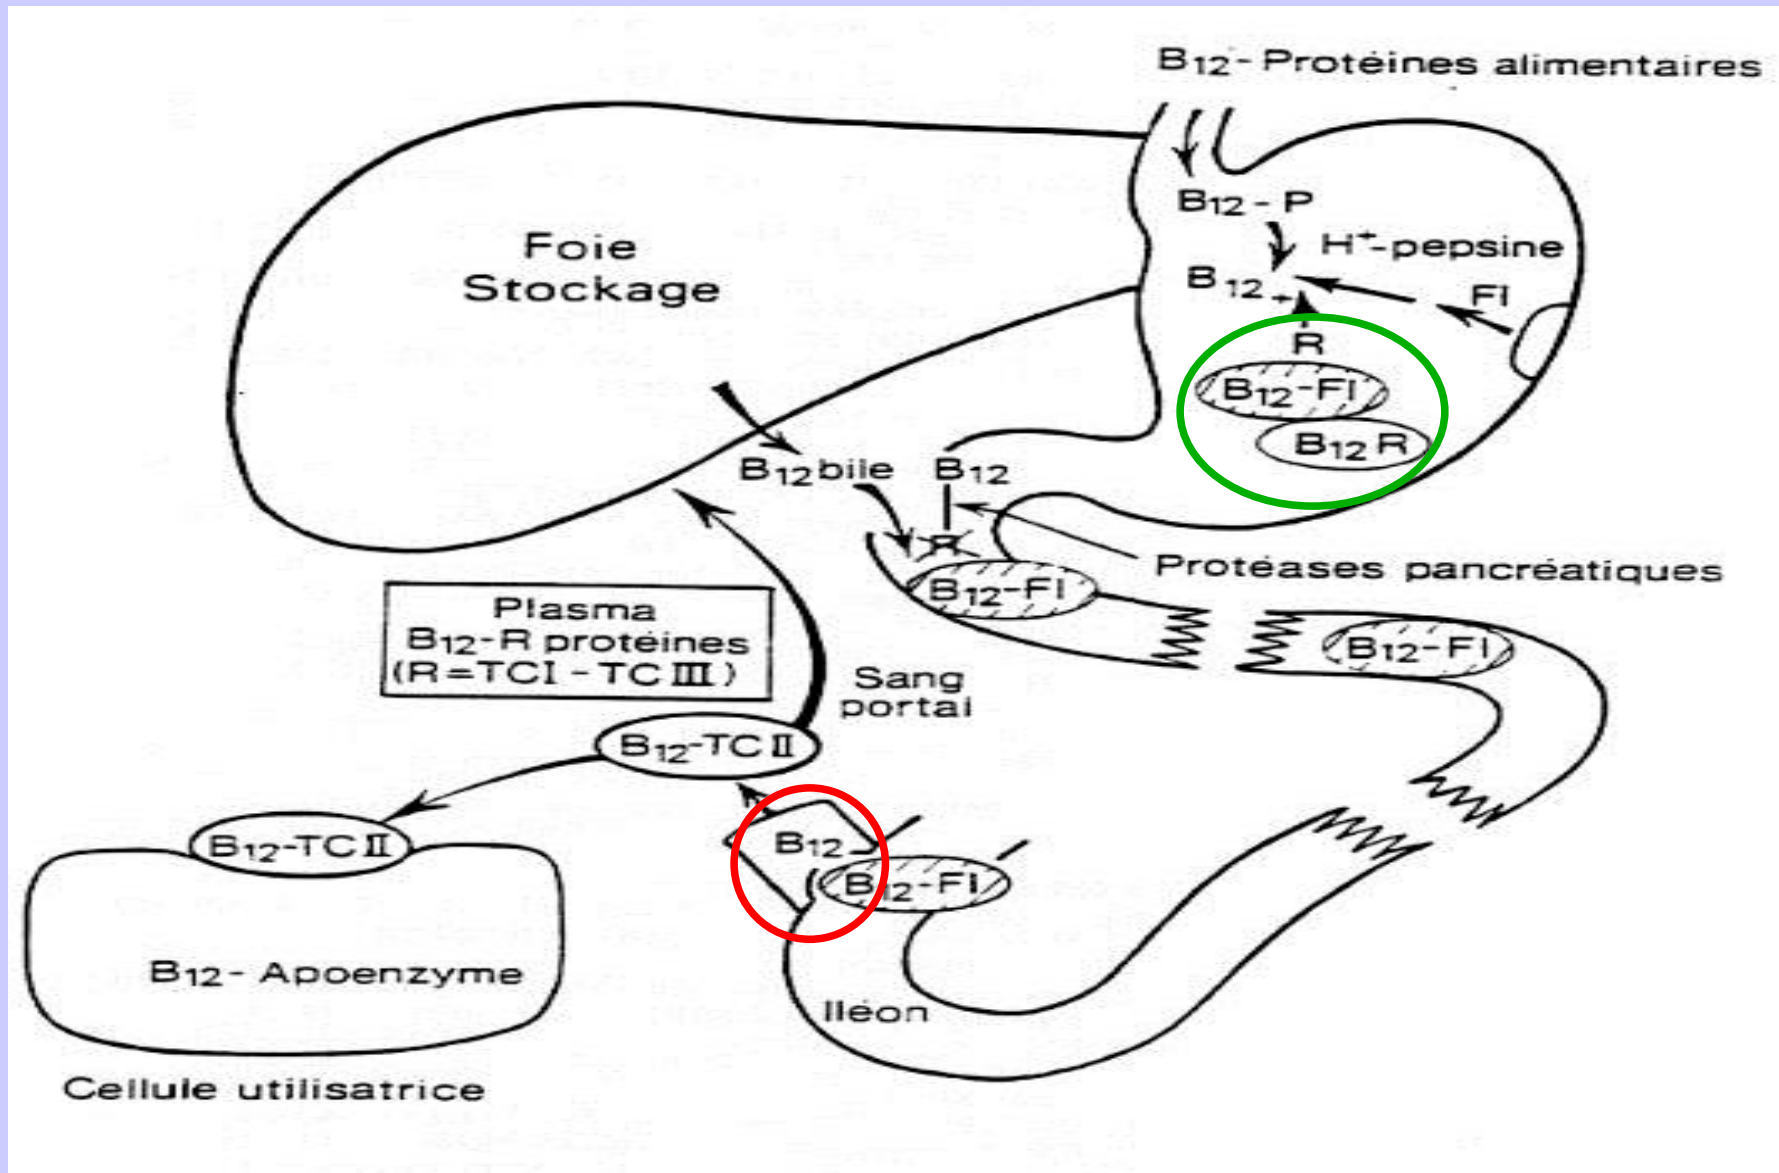 B12-Protéines alimentaires
B12-P
H+-pepsine
B12
FI
R
B12-FI
B12 R
Foie
Stockage
B12 bile
B12
R
B12-FI
Protéases pancréatiques
B12-FI
Plasma
B12-R protéines
(R=TCI-TCIII)
Sang
portal
B12-TCII
B12-TCII
B12
B12-FI
B12-Apoenzyme
Iléon
Cellule utilisatrice